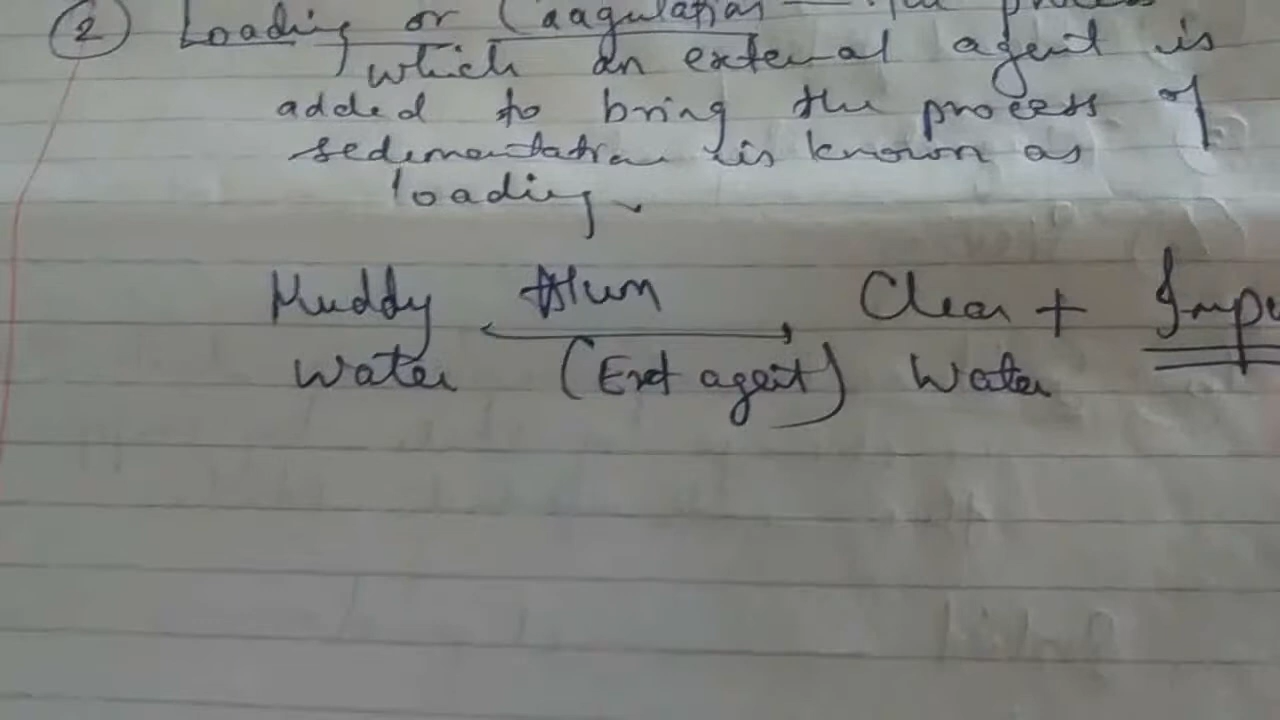 ② Loading or Coagulation — The process
which an external agent is
added to bring the process of
sedimentation is known as
loading.
Muddy Alum Clear + Impu
water (Ext agent) Water